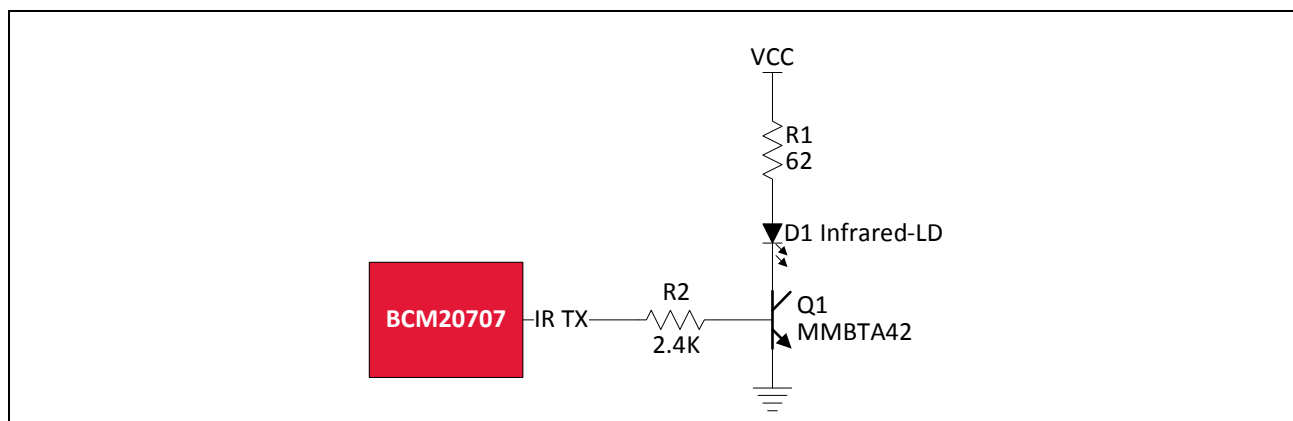 VCC
R1
62
D1 Infrared-LD
BCM20707
IR TX
R2
2.4K
Q1
MMBTA42